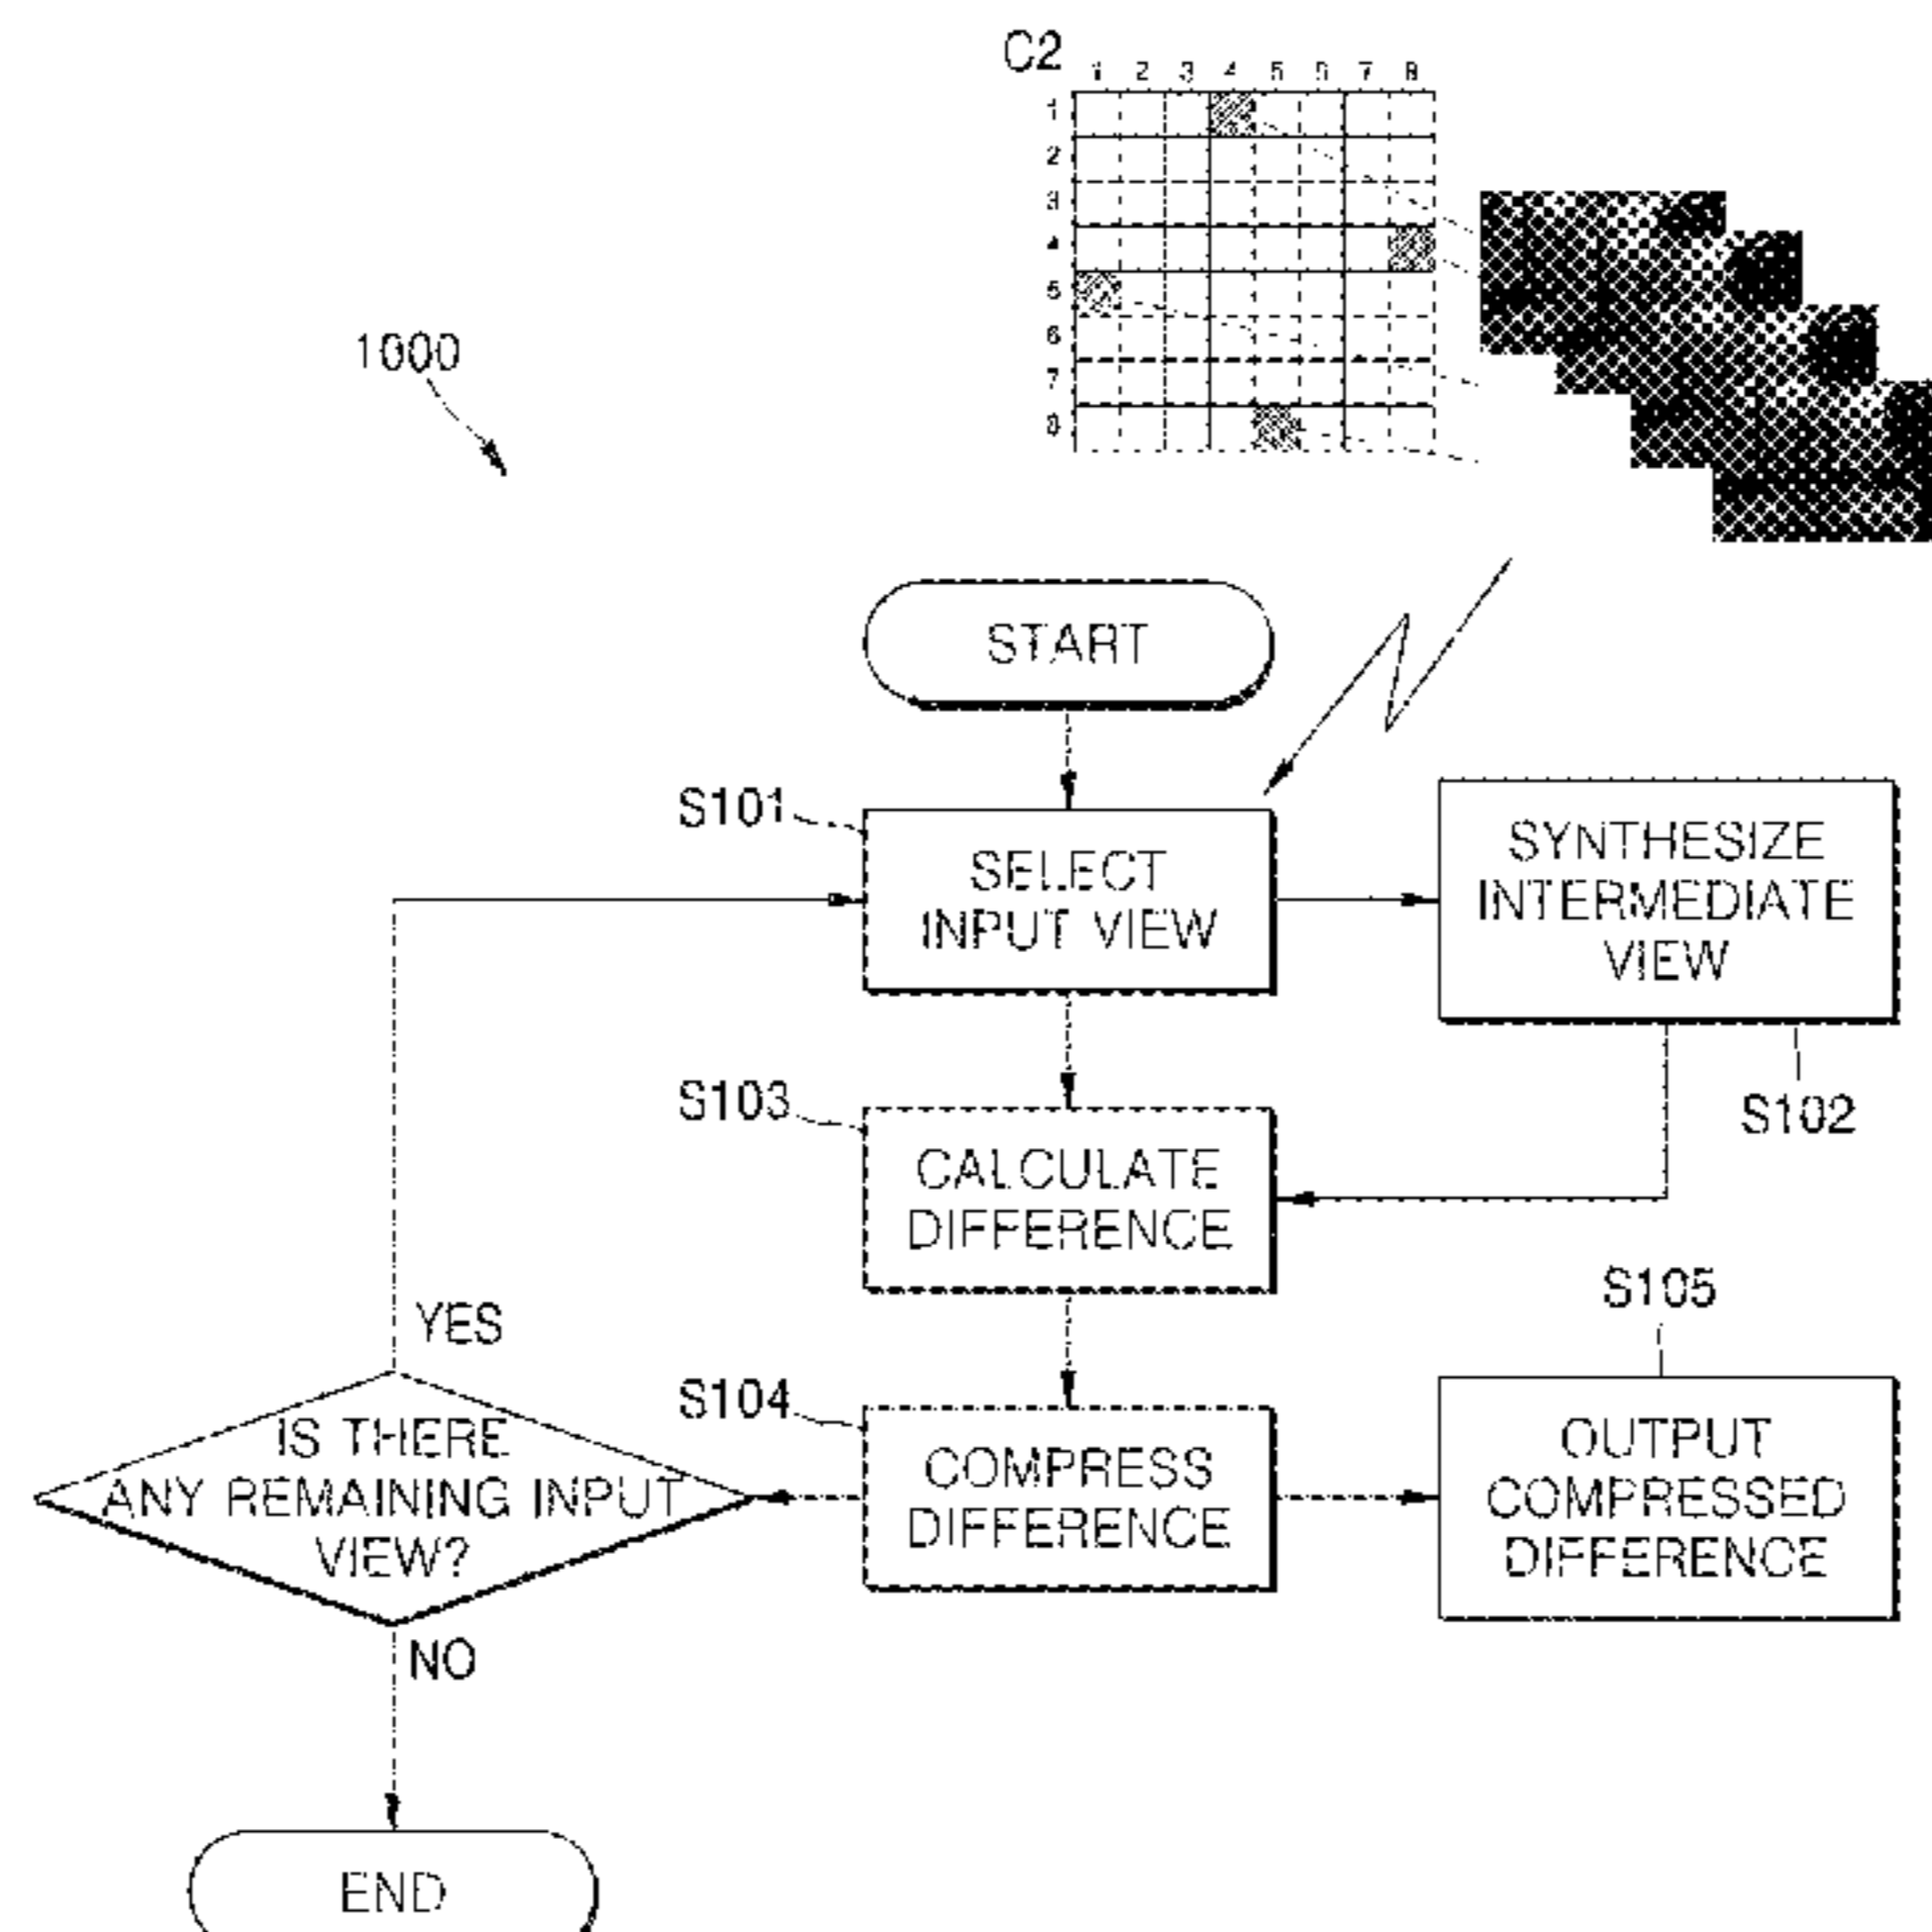 C2
1 2 3 4 5 6 7 8
1
2
3
4
5
6
7
8
1000
START
S101
SELECT
INPUT VIEW
SYNTHESIZE
INTERMEDIATE
VIEW
S102
S103
CALCULATE
DIFFERENCE
S105
YES
S104
IS THERE
ANY REMAINING INPUT
VIEW?
COMPRESS
DIFFERENCE
OUTPUT
COMPRESSED
DIFFERENCE
NO
END